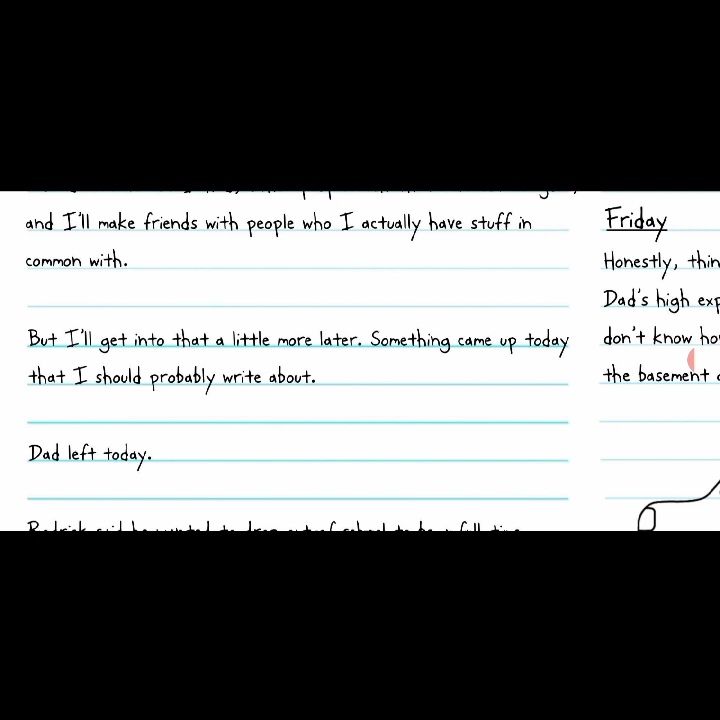 and I'll make friends with people who I actually have stuff in
common with.
But I'll get into that a little more later. Something came up today
that I should probably write about.
Dad left today.
Friday
Honestly,
Dad's high
don't know
the basement